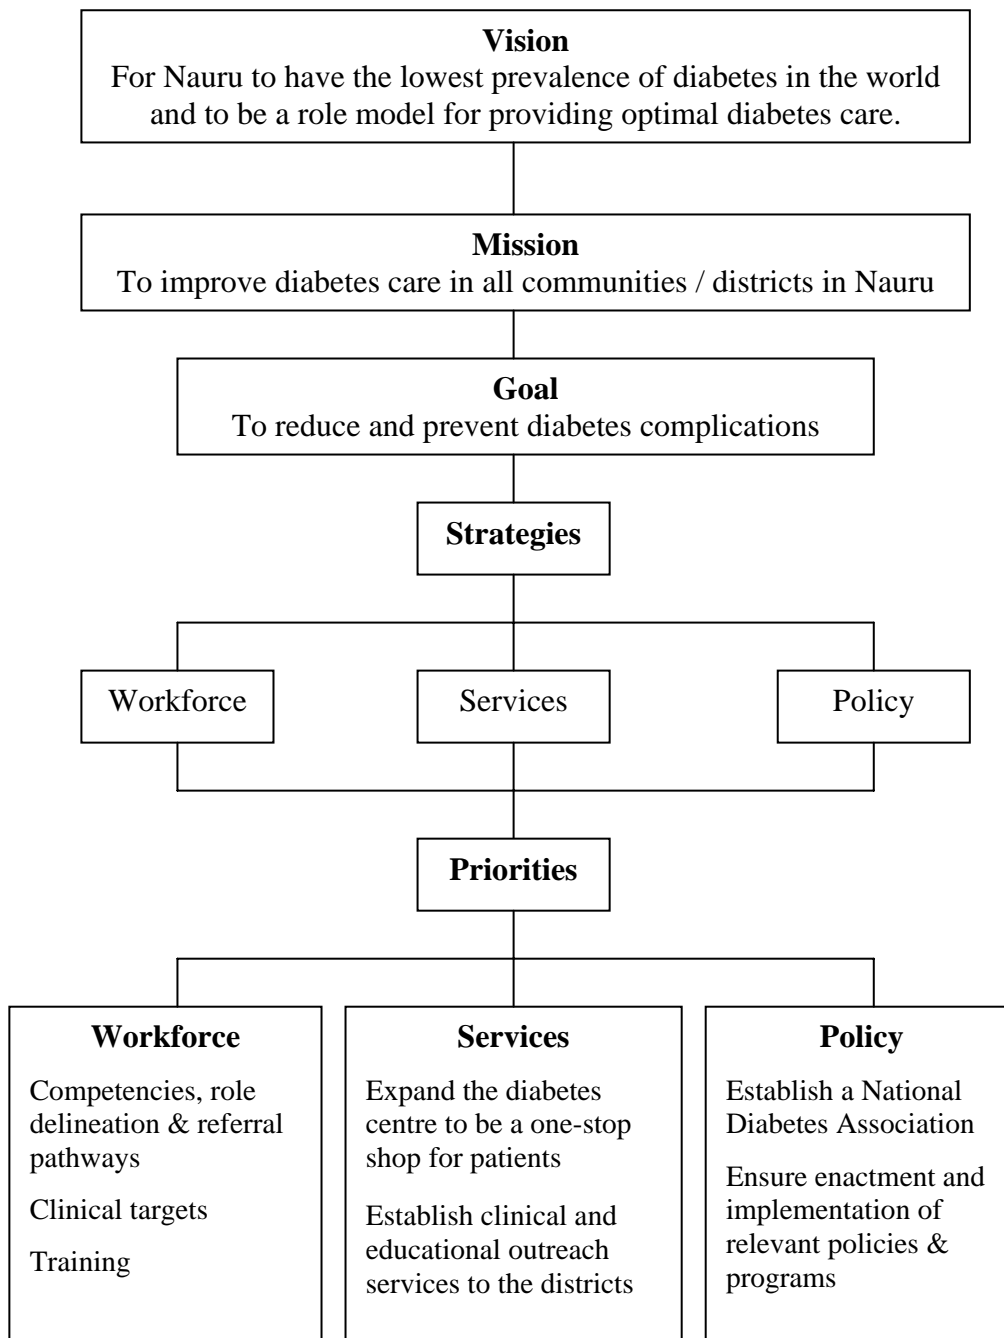 Vision
For Nauru to have the lowest prevalence of diabetes in the world
and to be a role model for providing optimal diabetes care.
Mission
To improve diabetes care in all communities / districts in Nauru
Goal
To reduce and prevent diabetes complications
Strategies
Workforce
Services
Policy
Priorities
Workforce
Competencies, role
delineation & referral
pathways
Clinical targets
Training
Services
Expand the diabetes
centre to be a one-stop
shop for patients
Establish clinical and
educational outreach
services to the districts
Policy
Establish a National
Diabetes Association
Ensure enactment and
implementation of
relevant policies &
programs